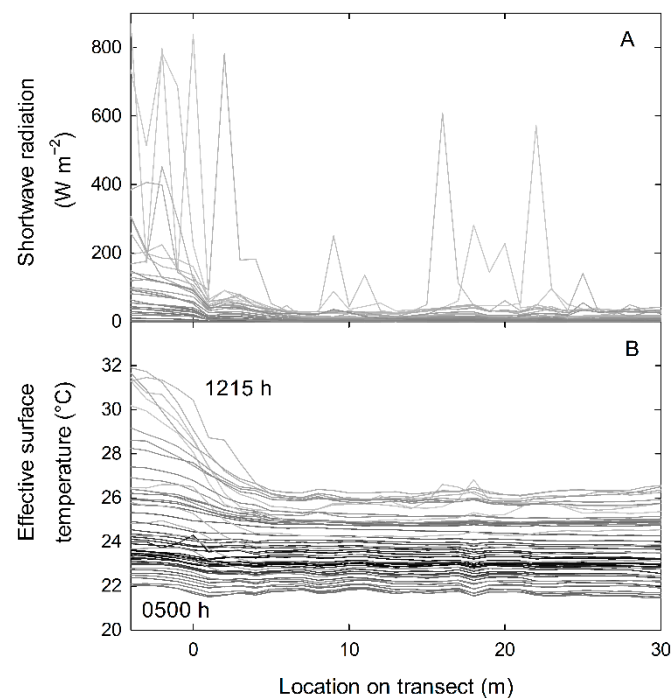 800
A
600
400
200
0
Shortwave radiation
(W m⁻²)
B
32
1215 h
30
28
26
24
22
0500 h
20
Effective surface
temperature (°C)
0
10
20
30
Location on transect (m)